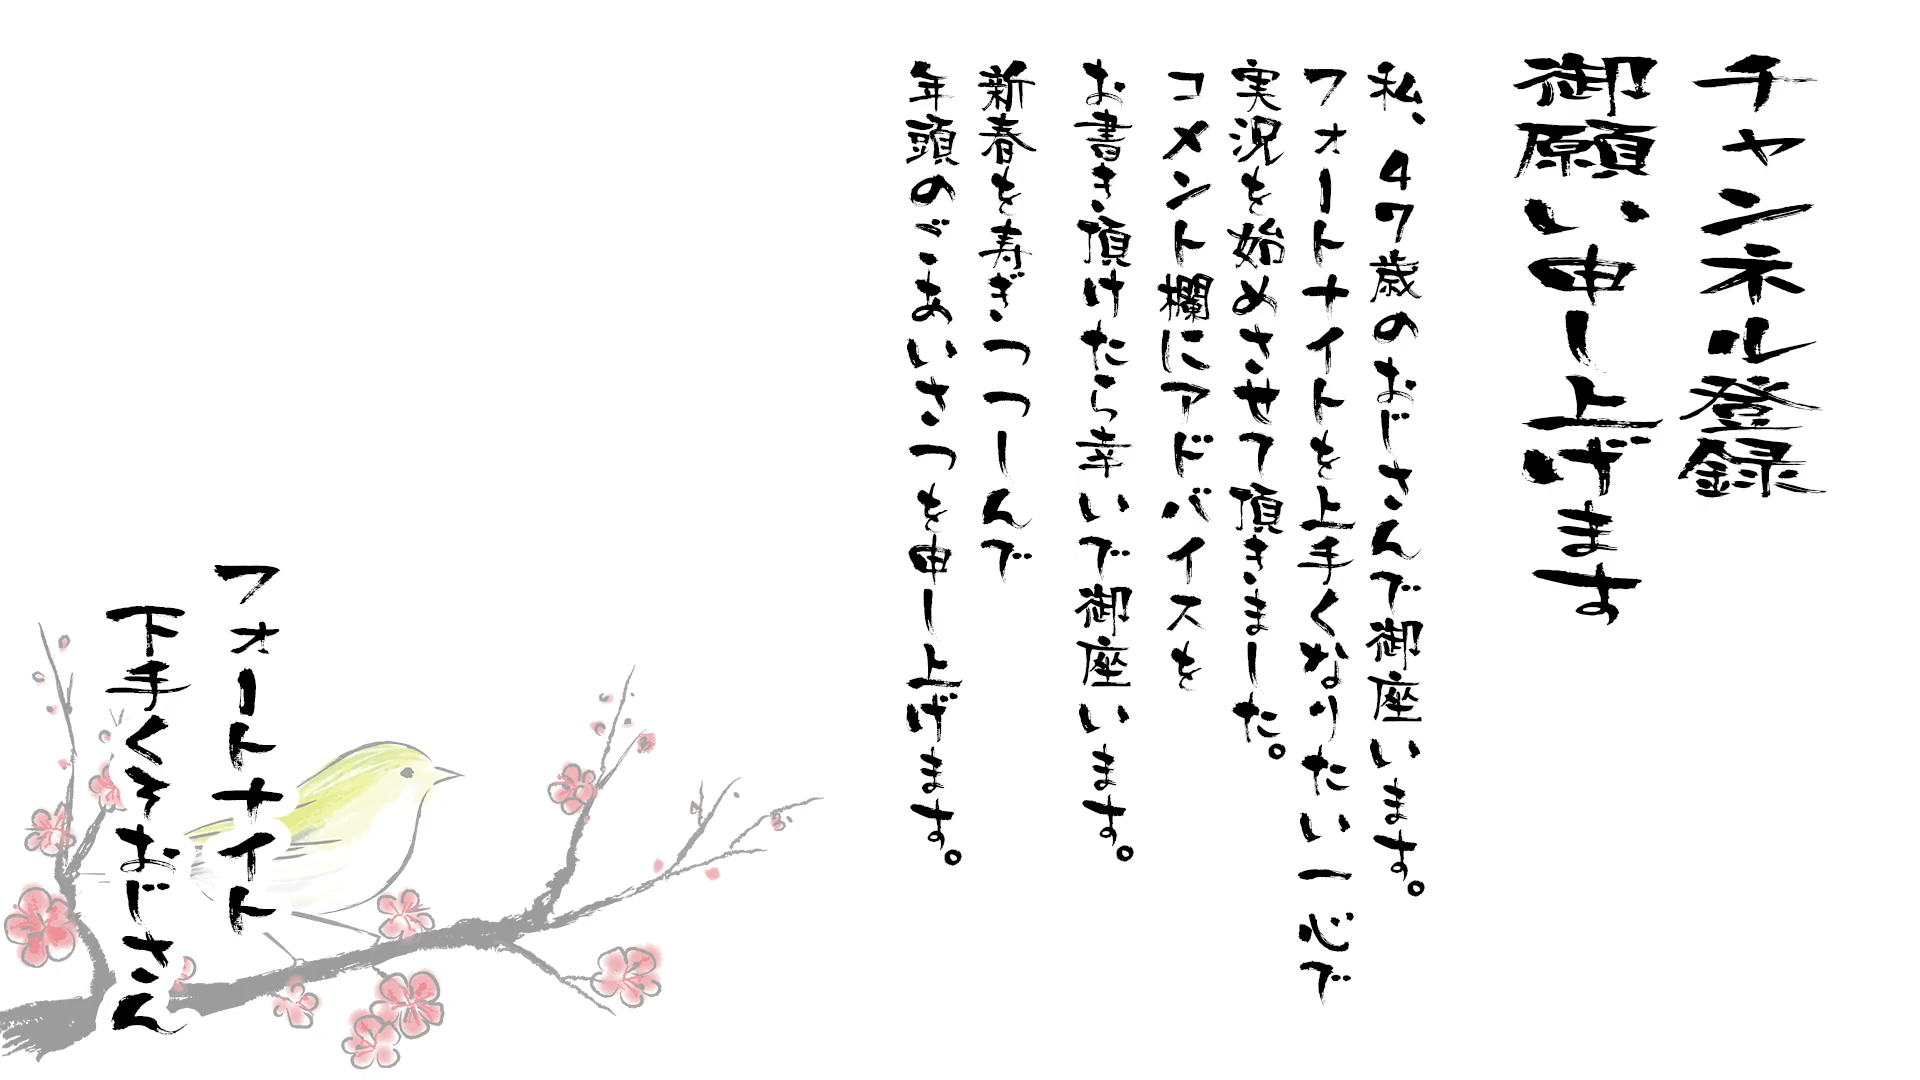 チャンネル登録
御願い申し上げます
私、47歳のおじさんで御座います。
フォートナイトを上手くなりたい一心で
実況を始めさせて頂きました。
コメント欄にアドバイスを
お書き頂けたら幸いで御座います。
新春を寿ぎつつしんで
年頭のごあいさつを申し上げます。
フォートナイト
下手くそおじさん